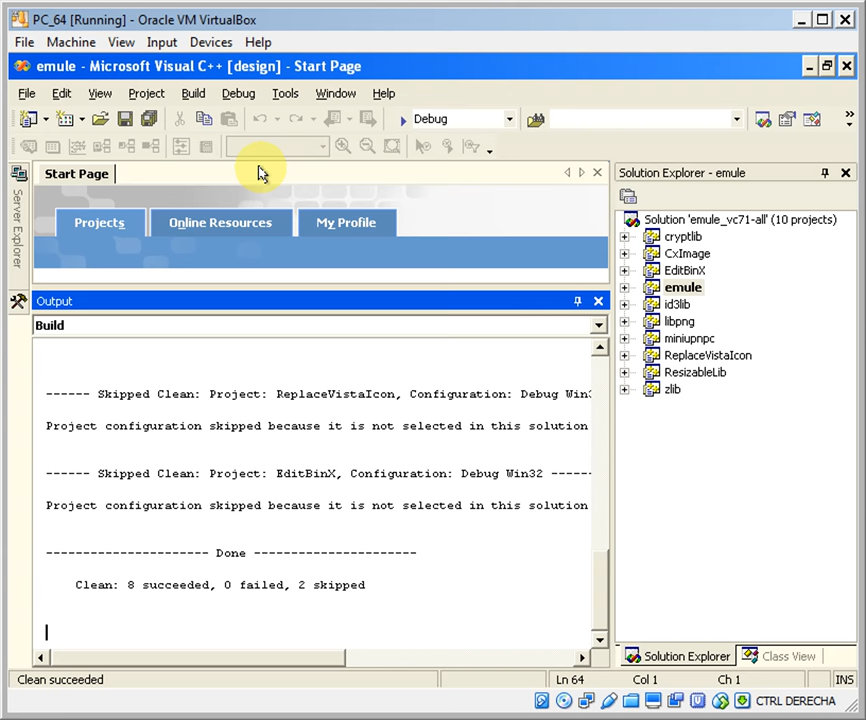 PC_64 [Running] - Oracle VM VirtualBox
File Machine View Input Devices Help
emule - Microsoft Visual C++ [design] - Start Page
File Edit View Project Build Debug Tools Window Help
Debug
Start Page
Solution Explorer - emule
Server Explorer
Projects Online Resources My Profile
Solution 'emule_vc71-all' (10 projects)
cryptlib
CxImage
EditBinX
emule
id3lib
libpng
miniupnpc
ReplaceVistaIcon
ResizableLib
zlib
Output
Build
------ Skipped Clean: Project: ReplaceVistaIcon, Configuration: Debug Win3
Project configuration skipped because it is not selected in this solution
------ Skipped Clean: Project: EditBinX, Configuration: Debug Win32 ------
Project configuration skipped because it is not selected in this solution
---------------------- Done ----------------------
Clean: 8 succeeded, 0 failed, 2 skipped
Solution Explorer Class View
Clean succeeded Ln 64 Col 1 Ch 1 INS
CTRL DERECHA